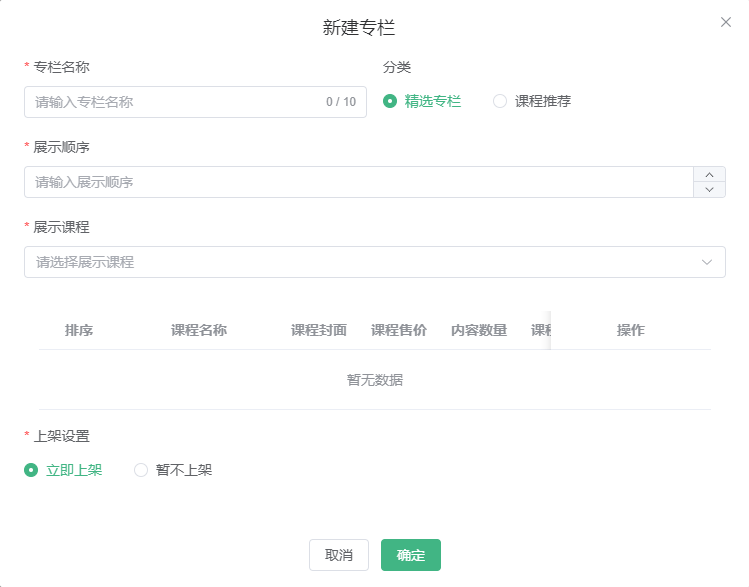 新建专栏
* 专栏名称
分类
请输入专栏名称
0 / 10
精选专栏
课程推荐
* 展示顺序
请输入展示顺序
* 展示课程
请选择展示课程
排序 课程名称 课程封面 课程售价 内容数量 课程 操作
暂无数据
* 上架设置
立即上架
暂不上架
取消
确定